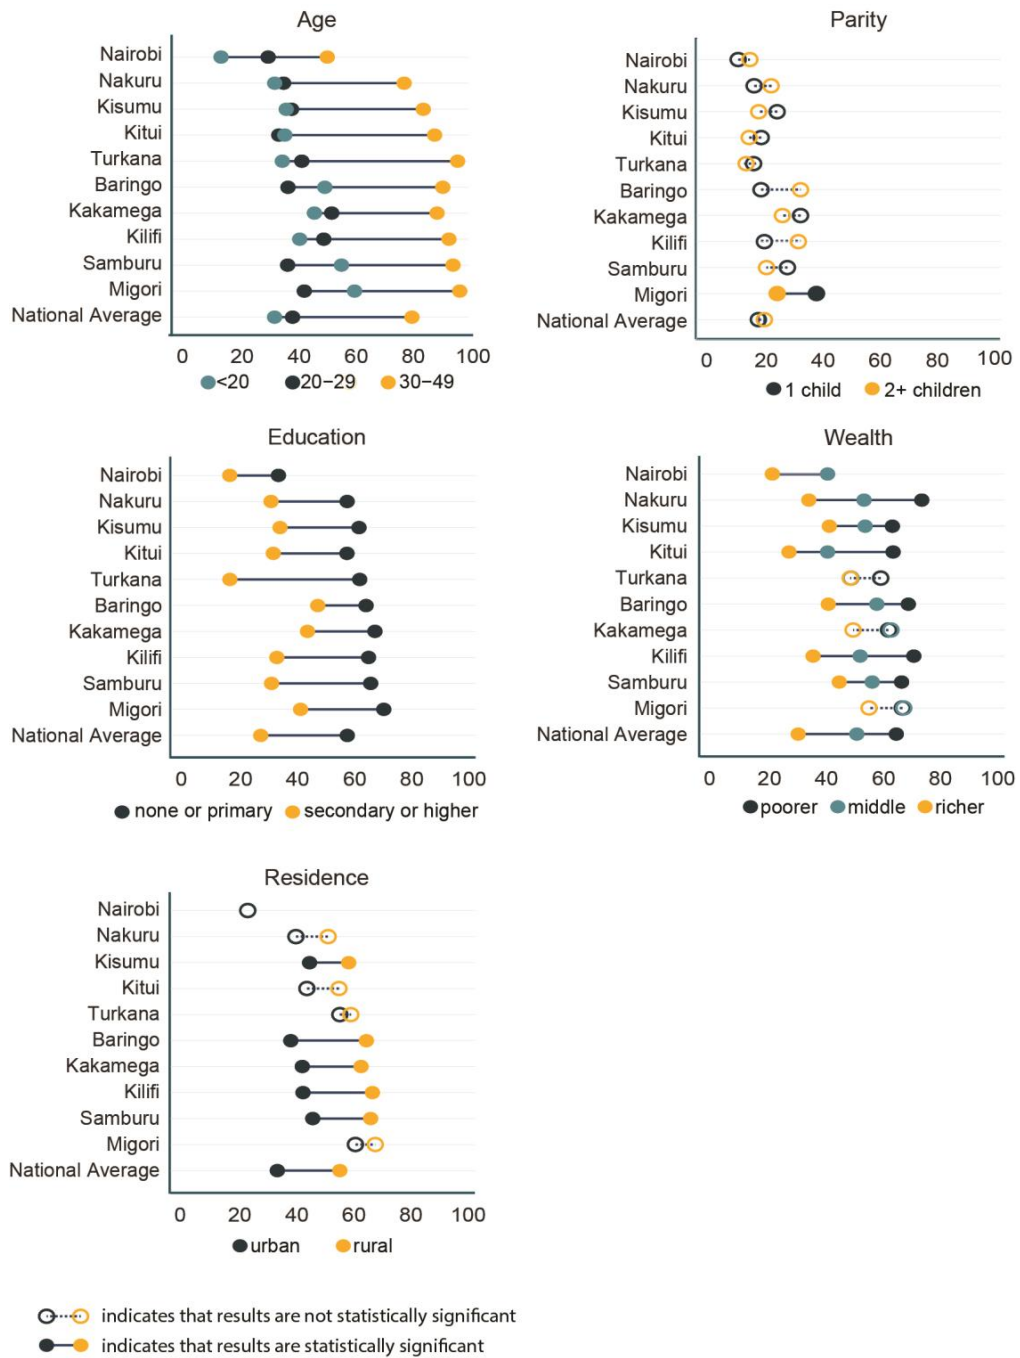 Age
Nairobi
Nakuru
Kisumu
Kitui
Turkana
Baringo
Kakamega
Kilifi
Samburu
Migori
National Average
0 20 40 60 80 100
<20 20–29 30–49
Parity
Nairobi
Nakuru
Kisumu
Kitui
Turkana
Baringo
Kakamega
Kilifi
Samburu
Migori
National Average
0 20 40 60 80 100
1 child 2+ children
Education
Nairobi
Nakuru
Kisumu
Kitui
Turkana
Baringo
Kakamega
Kilifi
Samburu
Migori
National Average
0 20 40 60 80 100
none or primary secondary or higher
Wealth
Nairobi
Nakuru
Kisumu
Kitui
Turkana
Baringo
Kakamega
Kilifi
Samburu
Migori
National Average
0 20 40 60 80 100
poorer middle richer
Residence
Nairobi
Nakuru
Kisumu
Kitui
Turkana
Baringo
Kakamega
Kilifi
Samburu
Migori
National Average
0 20 40 60 80 100
urban rural
indicates that results are not statistically significant
indicates that results are statistically significant